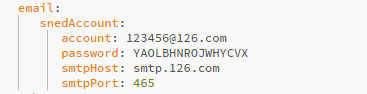 email:
snedAccount:
account: 123456@126.com
password: YAOLBHNROJWHYCVX
smtpHost: smtp.126.com
smtpPort: 465